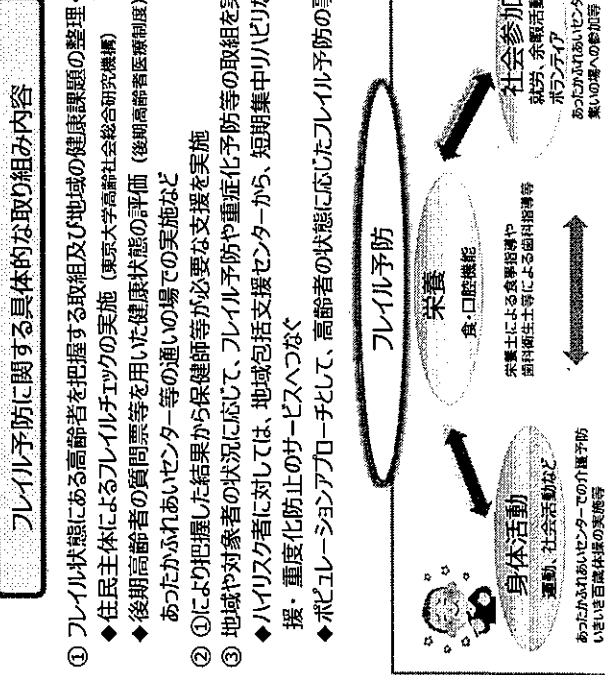 フレイル予防に関する具体的な取り組み内容
① フレイル状態にある高齢者を把握する取組及び地域の健康課題の整理・
◆住民主体によるフレイルチェックの実施（東京大学高齢社会総合研究機構）
◆後期高齢者の質問票等を用いた健康状態の評価（後期高齢者医療制度）
あったかふれあいセンター等の通いの場での実施など
② ①により把握した結果から保健師等が必要な支援を実施
③ 地域や対象者の状況に応じて、フレイル予防や重症化予防等の取組を実
◆ハイリスク者に対しては、地域包括支援センターから、短期集中リハビリな
援・重度化防止のサービスへつなぐ
◆ポピュレーションアプローチとして、高齢者の状態に応じたフレイル予防の事
フレイル予防
身体活動
運動、社会活動など
あったかふれあいセンターでの介護予防
いきいき百歳体操の実施等
栄養
食・口腔機能
栄養士による食事指導や
歯科衛生士等による歯科指導等
社会参加
就労、余暇活動
ボランティア
あったかふれあいセンタ
集いの場への参加等